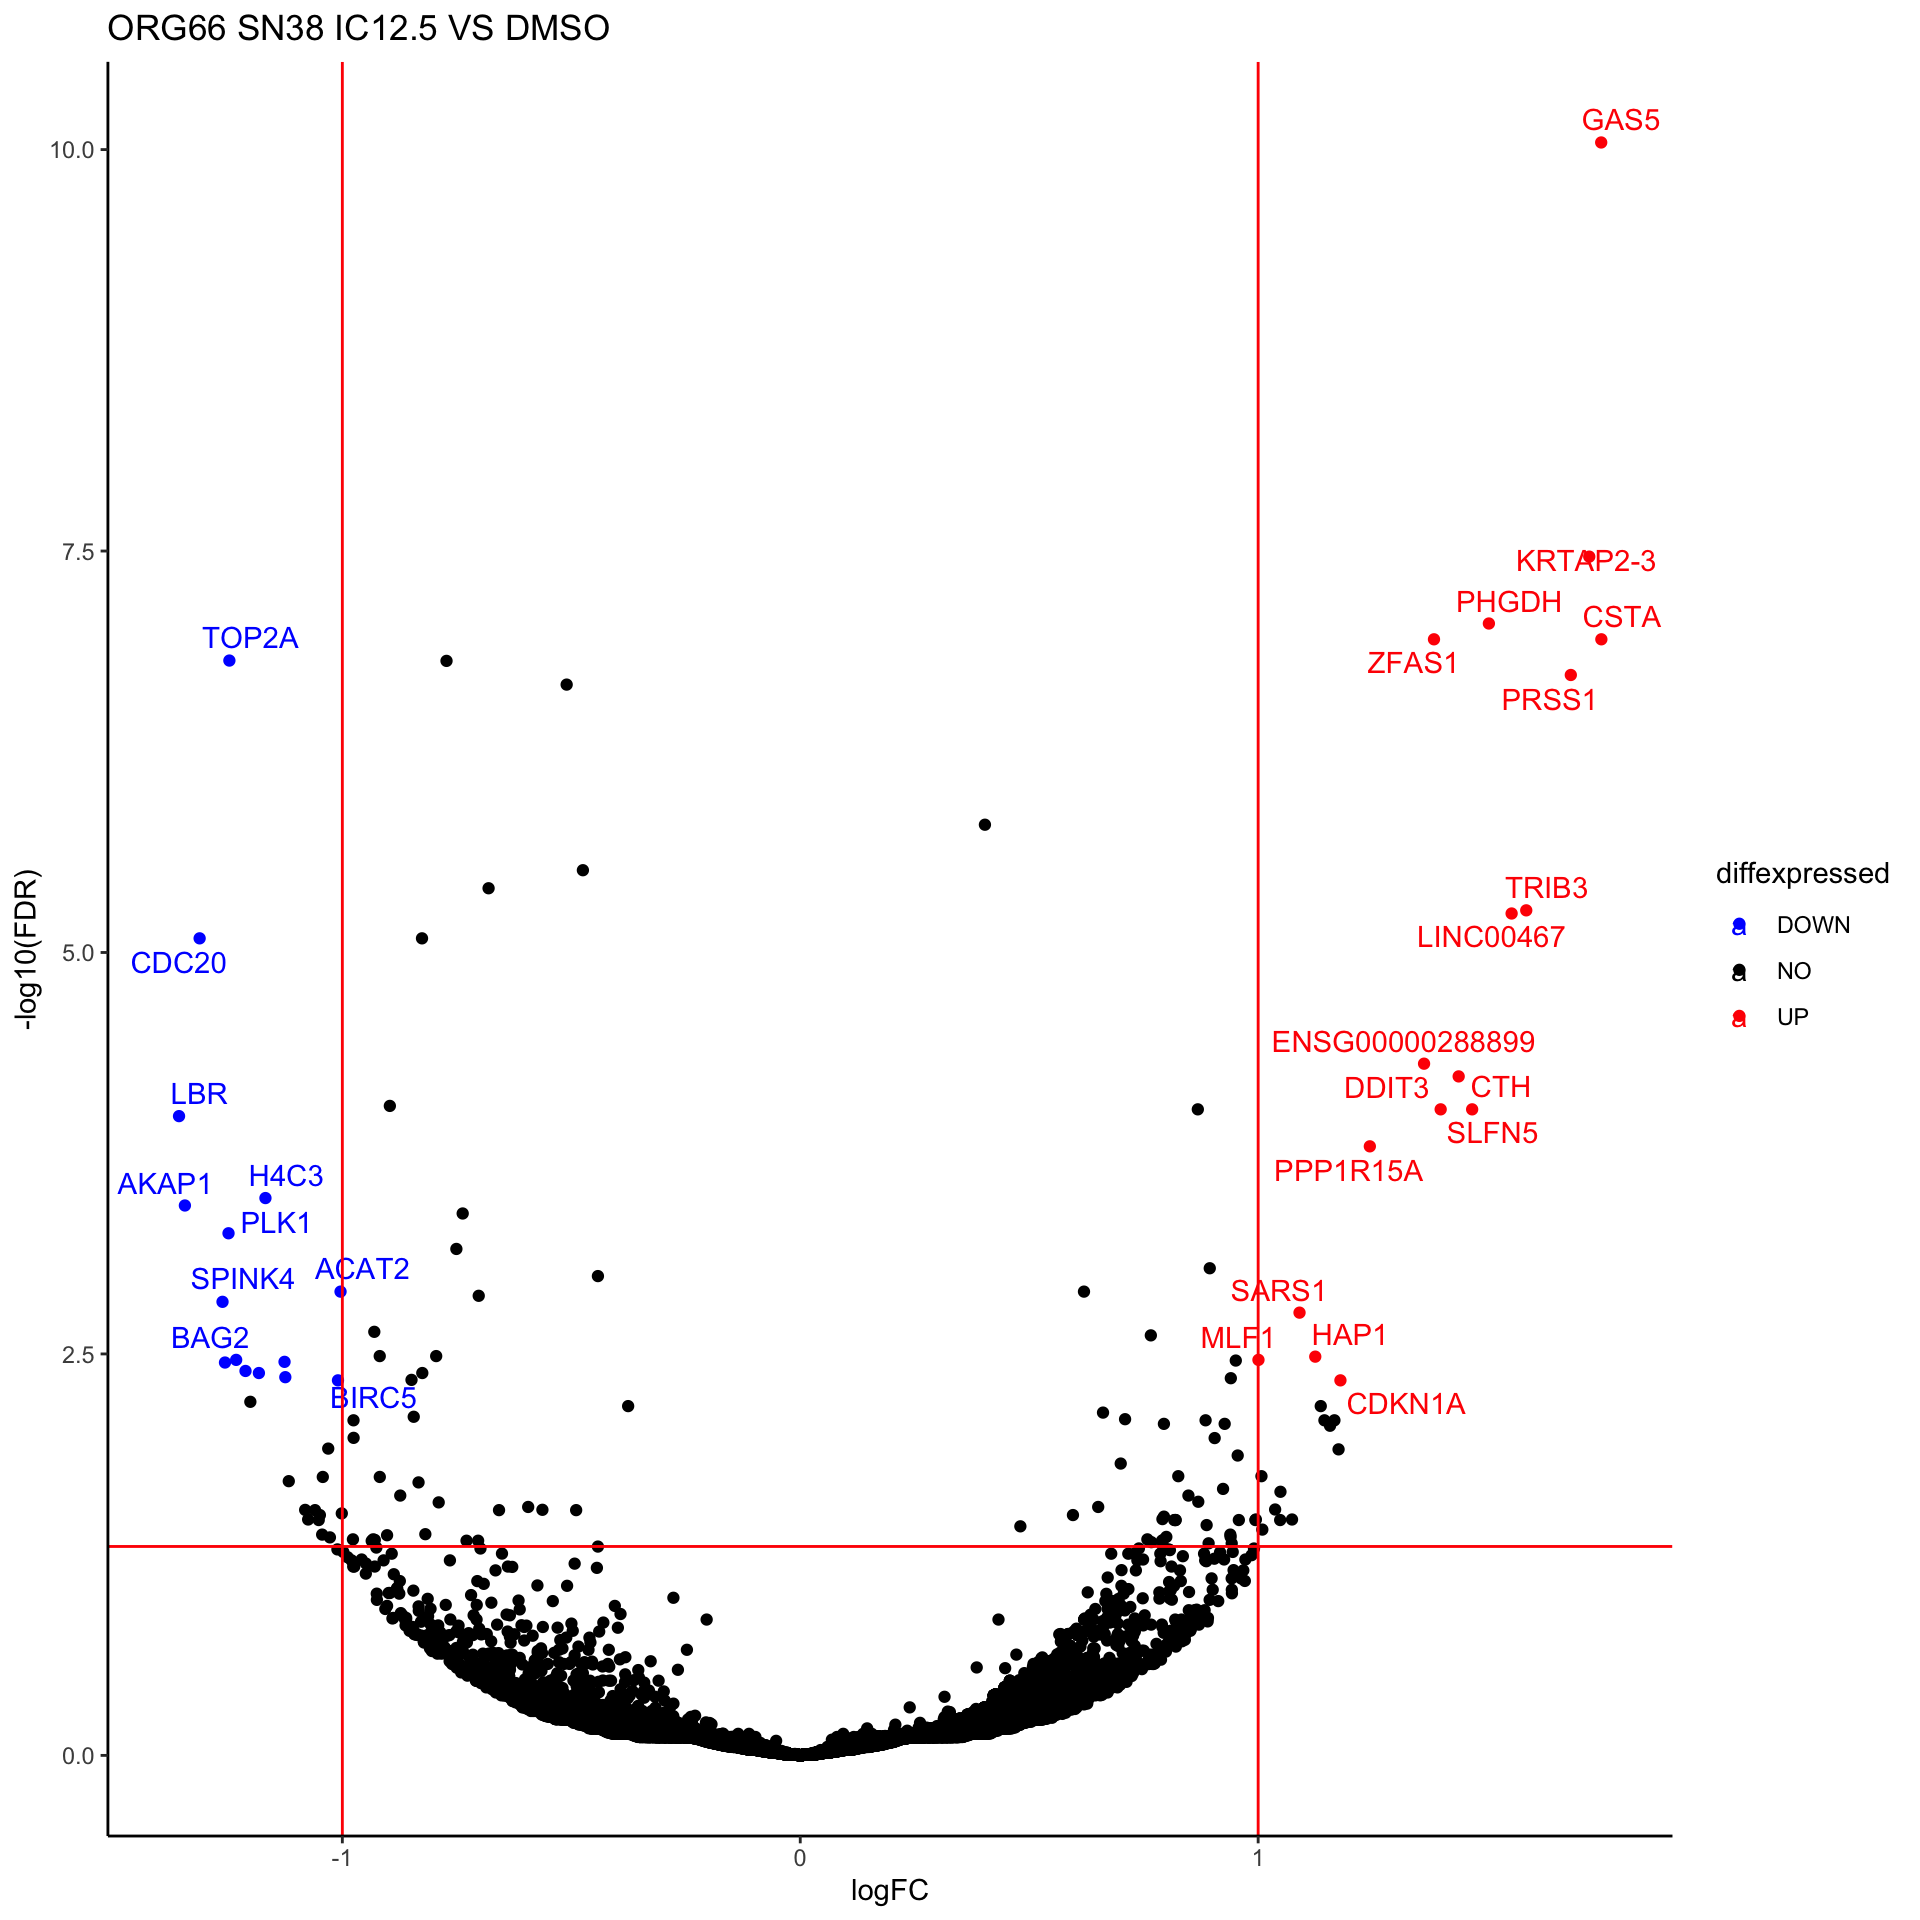 ORG66 SN38 IC12.5 VS DMSO
GAS5
10.0
7.5
KRTAP2-3
PHGDH
CSTA
TOP2A
ZFAS1
PRSS1
-log10(FDR)
diffexpressed
a DOWN
a NO
a UP
TRIB3
LINC00467
5.0
CDC20
ENSG00000288899
DDIT3
CTH
LBR
SLFN5
PPP1R15A
H4C3
AKAP1
PLK1
ACAT2
SPINK4
SARS1
BAG2
MLF1
HAP1
2.5
BIRC5
CDKN1A
0.0
-1
0
1
logFC